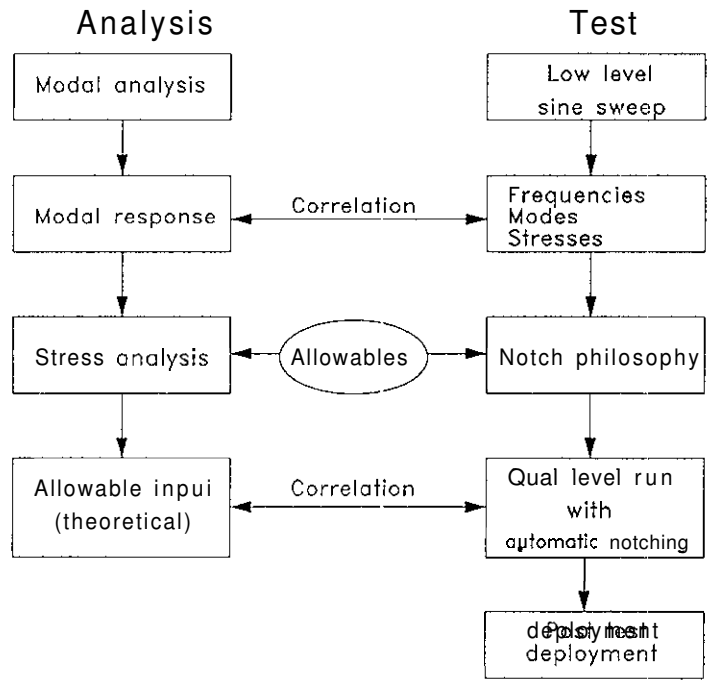 Analysis
Test
Modal analysis
Low level
sine sweep
Modal response
Correlation
Frequencies
Modes
Stresses
Stress analysis
Allowables
Notch philosophy
Allowable inpui
(theoretical)
Correlation
Qual level run
with
automatic notching
deployment
deployment